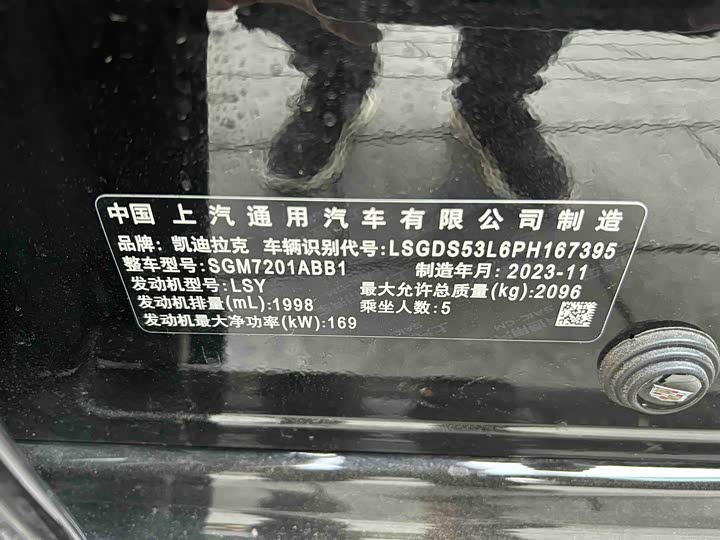 中国 上汽通用汽车有限公司制造
品牌: 凯迪拉克 车辆识别代号:LSGDS53L6PH167395
整车型号:SGM7201ABB1 制造年月: 2023-11
发动机型号:LSY 最大允许总质量(kg):2096
发动机排量(mL):1998 乘坐人数:5
发动机最大净功率(kW):169